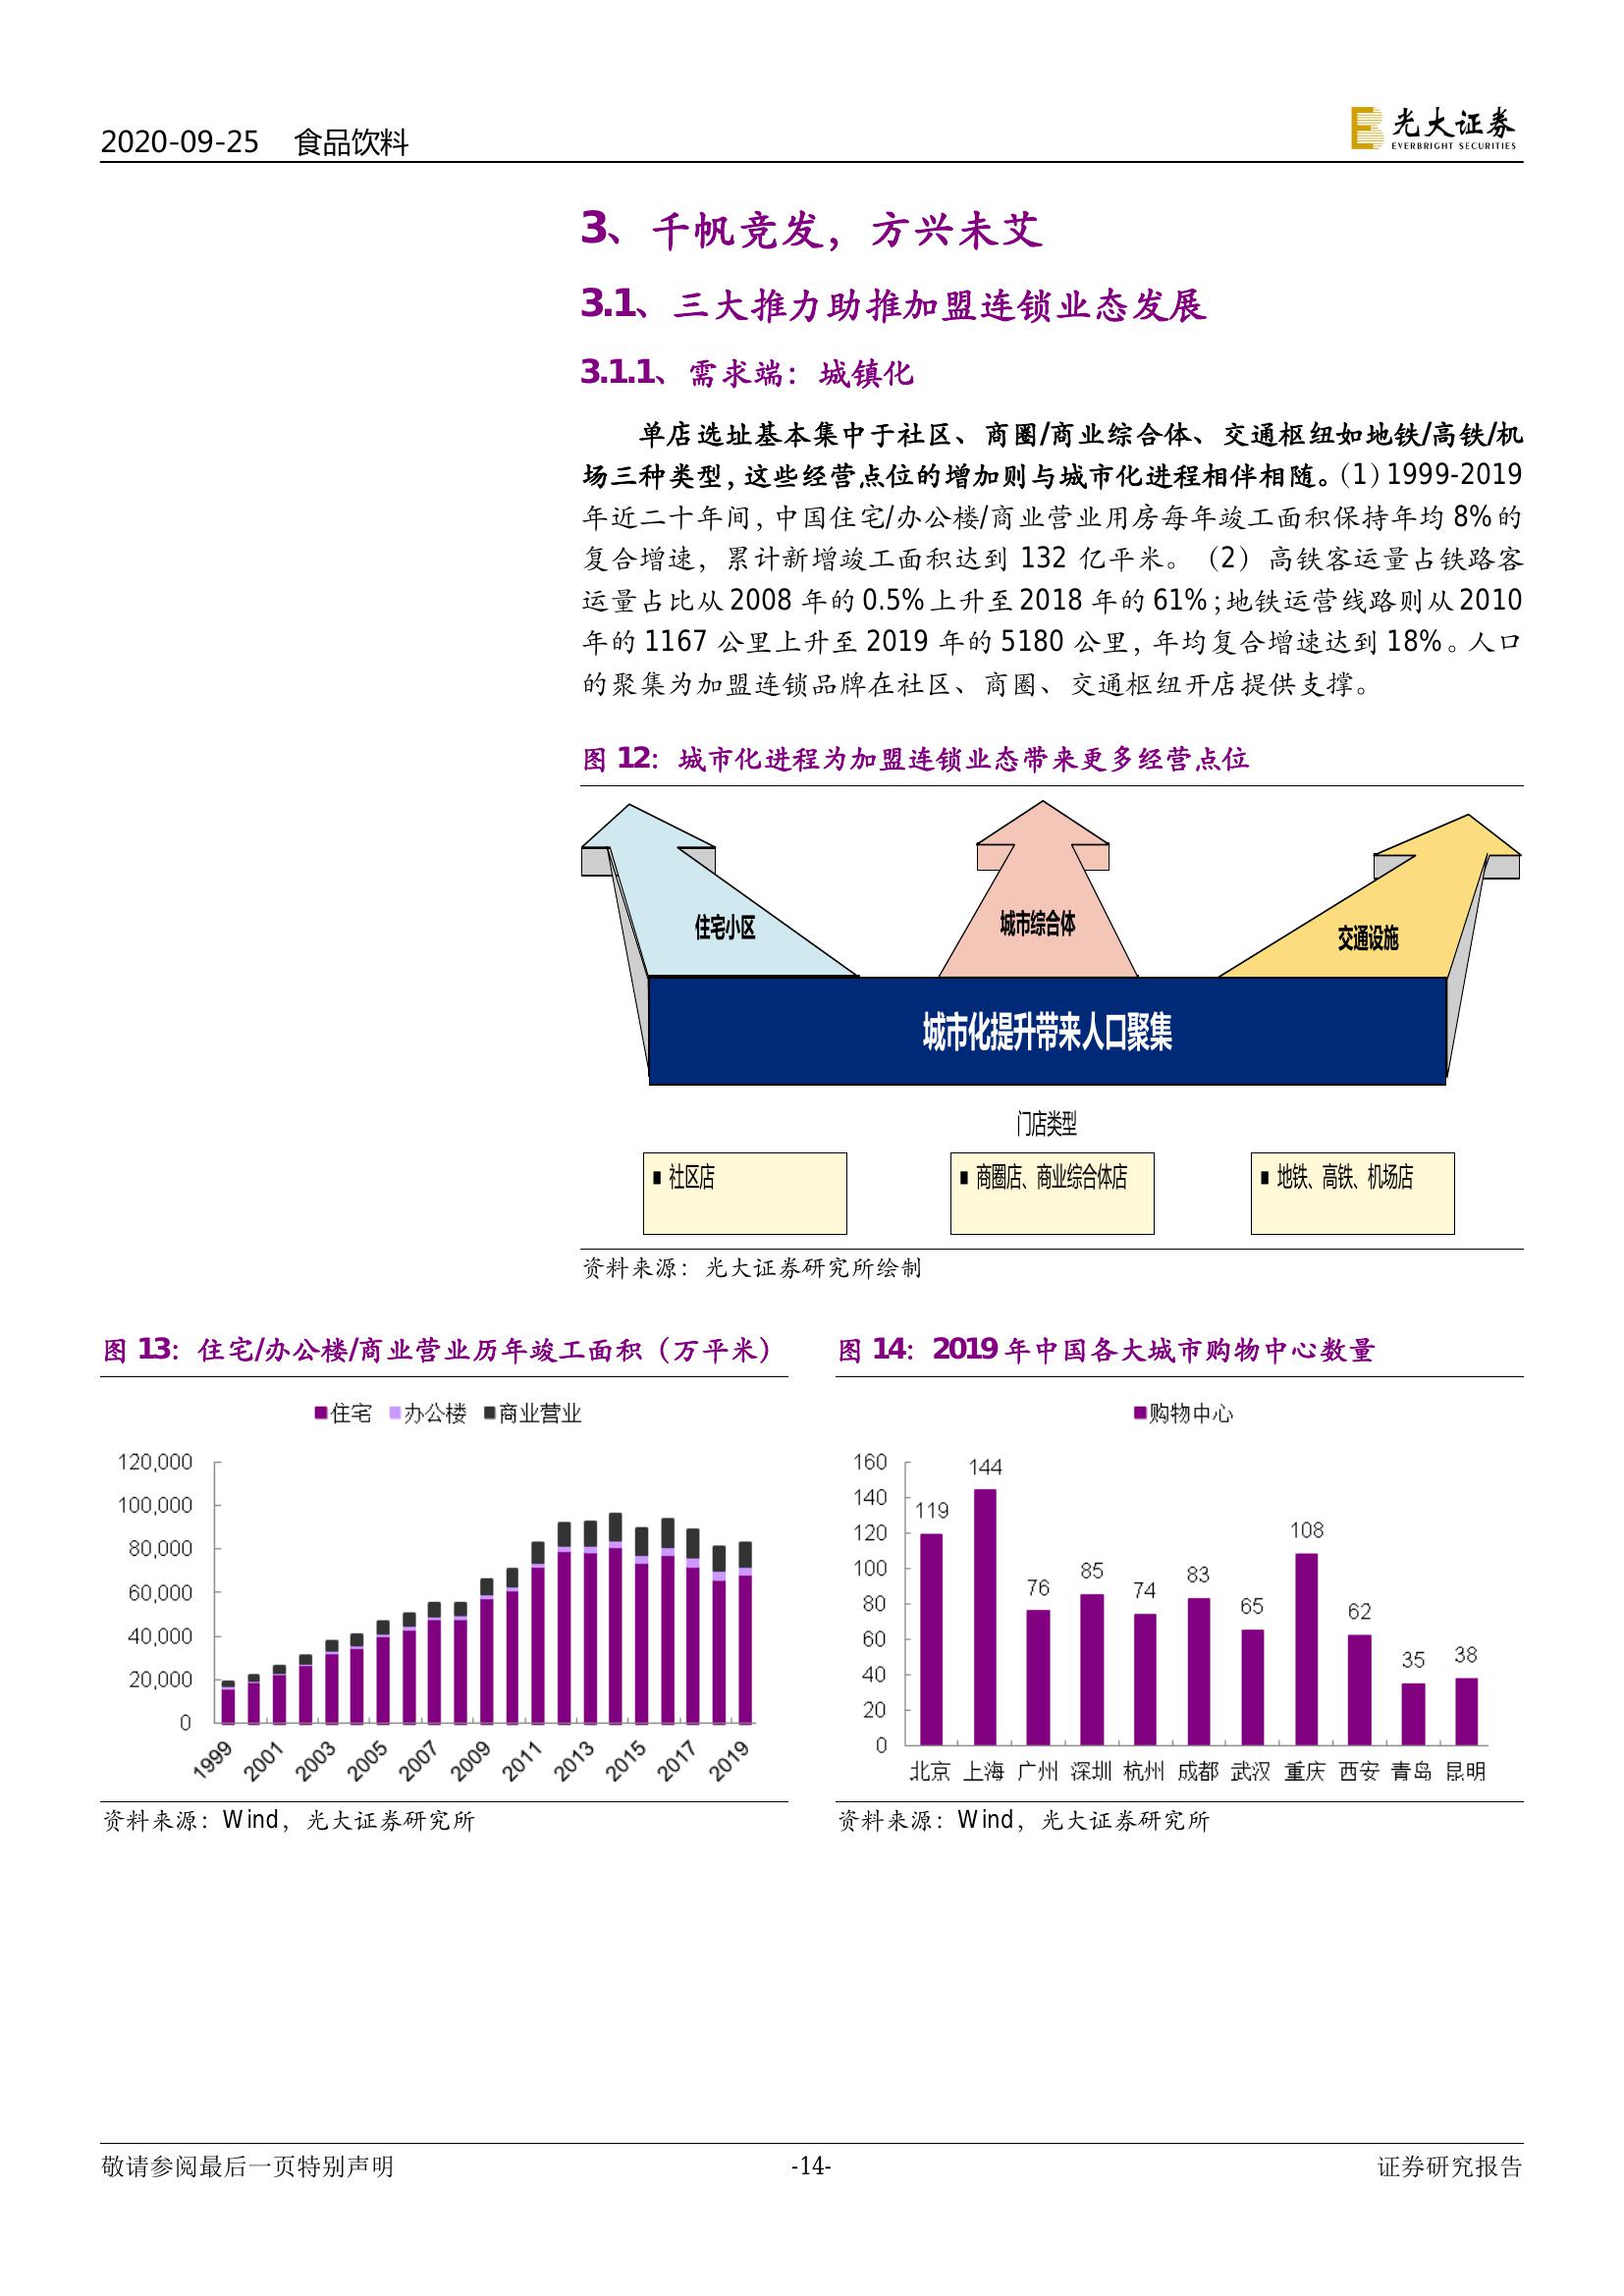 2020-09-25 食品饮料
光大证券
EVERBRIGHT SECURITIES
3、千帆竞发，方兴未艾
3.1、三大推力助推加盟连锁业态发展
3.1.1、需求端：城镇化
单店选址基本集中于社区、商圈/商业综合体、交通枢纽如地铁/高铁/机
场三种类型，这些经营点位的增加则与城市化进程相伴相随。（1）1999-2019
年近二十年间，中国住宅/办公楼/商业营业用房每年竣工面积保持年均 8%的
复合增速，累计新增竣工面积达到 132 亿平米。（2）高铁客运量占铁路客
运量占比从 2008 年的 0.5%上升至 2018 年的 61%；地铁运营线路则从 2010
年的 1167 公里上升至 2019 年的 5180 公里，年均复合增速达到 18%。人口
的聚集为加盟连锁品牌在社区、商圈、交通枢纽开店提供支撑。
图 12：城市化进程为加盟连锁业态带来更多经营点位
住宅小区
城市综合体
交通设施
城市化提升带来人口聚集
门店类型
▪ 社区店
▪ 商圈店、商业综合体店
▪ 地铁、高铁、机场店
资料来源：光大证券研究所绘制
图 13：住宅/办公楼/商业营业历年竣工面积（万平米）
住宅 办公楼 商业营业
120,000
100,000
80,000
60,000
40,000
20,000
0
1999 2001 2003 2005 2007 2009 2011 2013 2015 2017 2019
资料来源：Wind，光大证券研究所
图 14：2019 年中国各大城市购物中心数量
购物中心
160
140
120
100
80
60
40
20
0
119 144 76 85 74 83 65 108 62 35 38
北京 上海 广州 深圳 杭州 成都 武汉 重庆 西安 青岛 昆明
资料来源：Wind，光大证券研究所
敬请参阅最后一页特别声明 -14- 证券研究报告